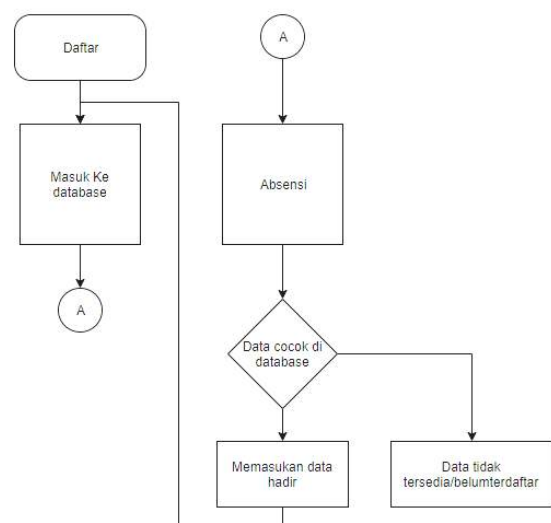 Daftar
Masuk Ke
database
A
A
Absensi
Data cocok di
database
Memasukan data
hadir
Data tidak
tersedia/belumterdaftar